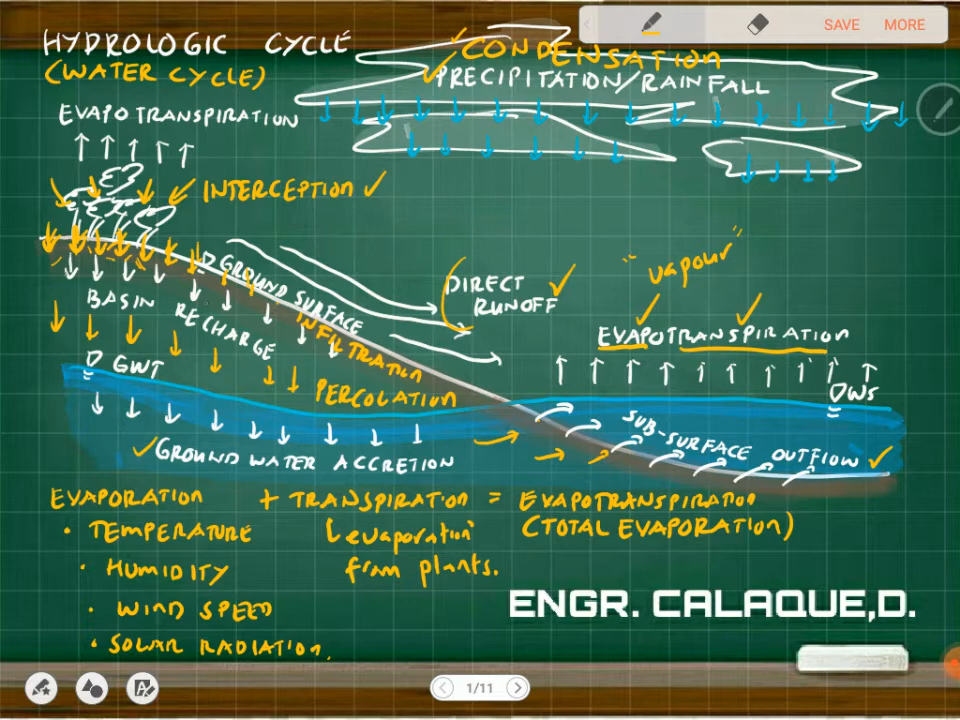 SAVE
MORE
HYDROLOGIC CYCLE
(WATER CYCLE)
✓CONDENSATION
✓PRECIPITATION/RAINFALL
EVAPOTRANSPIRATION
INTERCEPTION ✓
GROUND SURFACE
DIRECT
RUNOFF ✓
"vapour"
BASIN
RECHARGE
INFILTRATION
EVAPOTRANSPIRATION
GWT
PERCOLATION
WS
SUB-SURFACE OUTFLOW ✓
✓GROUND WATER ACCRETION
EVAPORATION + TRANSPIRATION = EVAPOTRANSPIRATION
(TOTAL EVAPORATION)
• TEMPERATURE
"evaporation"
from plants.
• HUMIDITY
• WIND SPEED
• SOLAR RADIATION.
ENGR. CALAQUE,D.
1/11